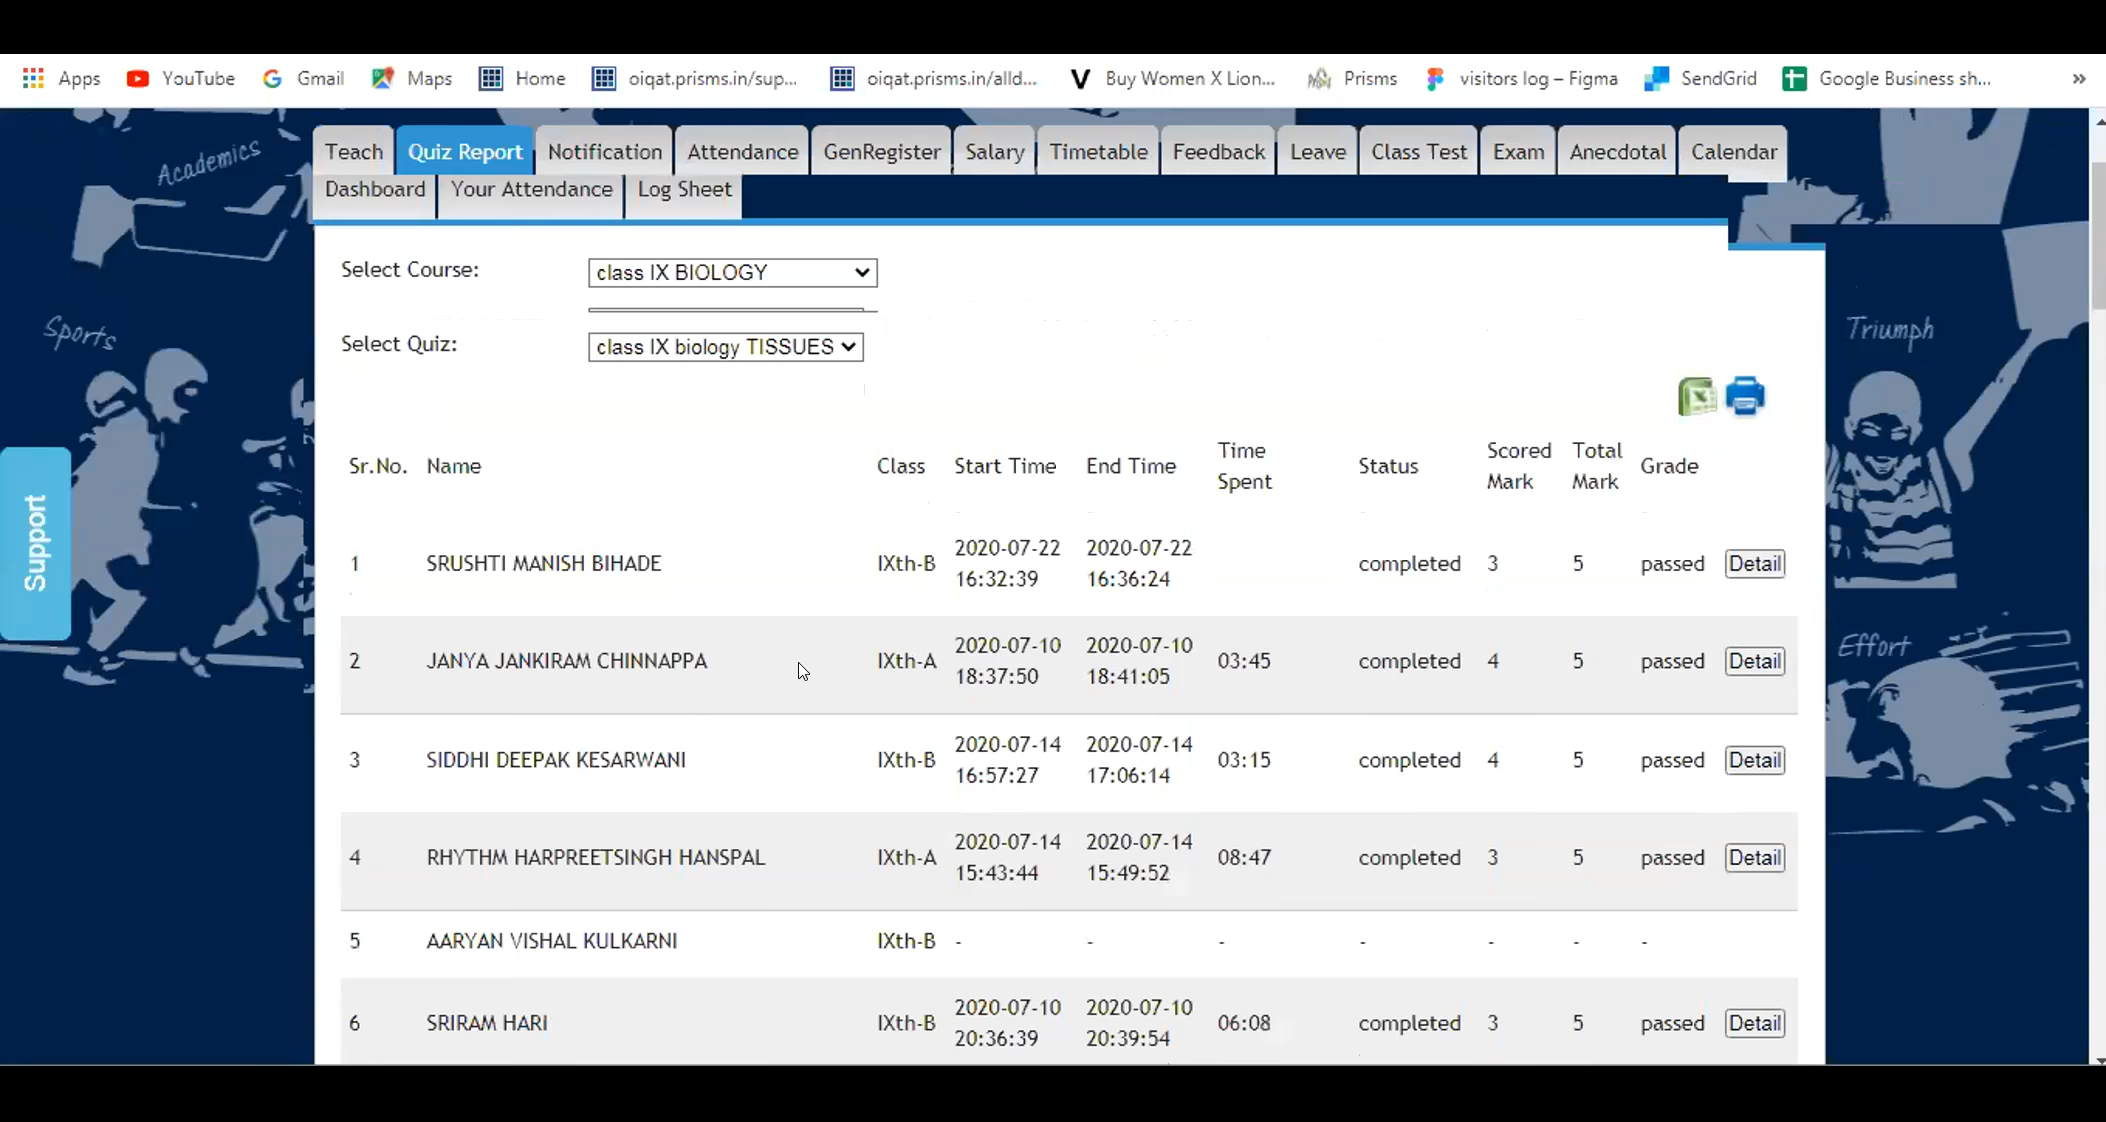 Apps YouTube Gmail Maps Home oiqat.prisms.in/sup... oiqat.prisms.in/alld... Buy Women X Lion... Prisms visitors log – Figma SendGrid Google Business sh... »
Academics
Teach Quiz Report Notification Attendance GenRegister Salary Timetable Feedback Leave Class Test Exam Anecdotal Calendar
Dashboard Your Attendance Log Sheet
Select Course: class IX BIOLOGY
Sports
Triumph
Select Quiz: class IX biology TISSUES
Sr.No. Name Class Start Time End Time Time Spent Status Scored Mark Total Mark Grade
Support
1 SRUSHTI MANISH BIHADE IXth-B 2020-07-22 16:32:39 2020-07-22 16:36:24 completed 3 5 passed Detail
Effort
2 JANYA JANKIRAM CHINNAPPA IXth-A 2020-07-10 18:37:50 2020-07-10 18:41:05 03:45 completed 4 5 passed Detail
3 SIDDHI DEEPAK KESARWANI IXth-B 2020-07-14 16:57:27 2020-07-14 17:06:14 03:15 completed 4 5 passed Detail
4 RHYTHM HARPREETSINGH HANSPAL IXth-A 2020-07-14 15:43:44 2020-07-14 15:49:52 08:47 completed 3 5 passed Detail
5 AARYAN VISHAL KULKARNI IXth-B - - - - - - -
6 SRIRAM HARI IXth-B 2020-07-10 20:36:39 2020-07-10 20:39:54 06:08 completed 3 5 passed Detail